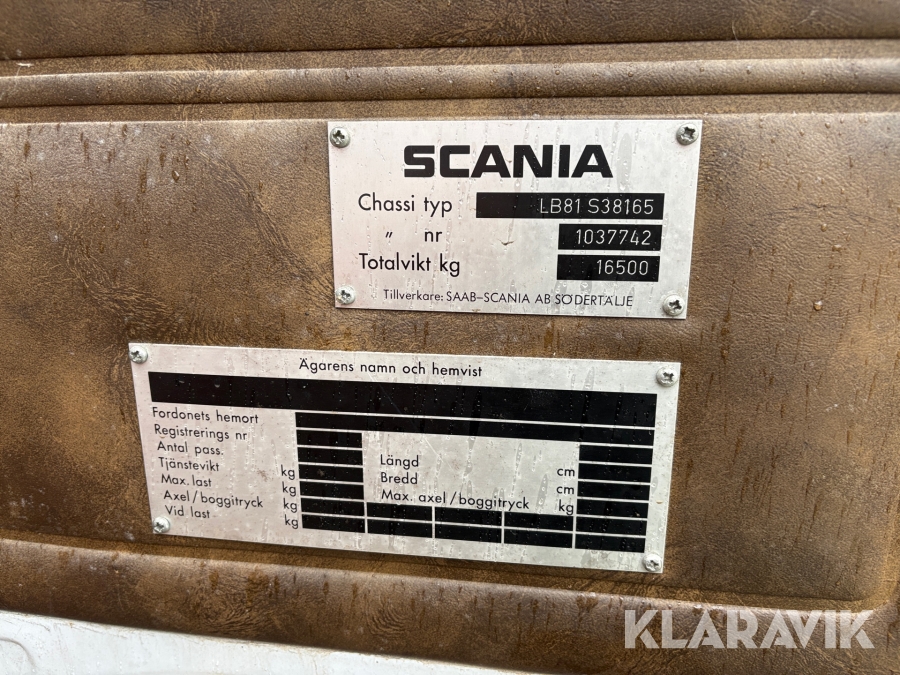 SCANIA
Chassi typ LB81 S38165
„ nr 1037742
Totalvikt kg 16500
Tillverkare: SAAB-SCANIA AB SÖDERTÄLJE
Ägarens namn och hemvist
Fordonets hemort
Registrerings nr
Antal pass.
Tjänstevikt kg
Max. last kg
Axel/boggitryck kg
Vid last kg
Längd cm
Bredd cm
Max. axel/boggitryck kg
KLARAVIK